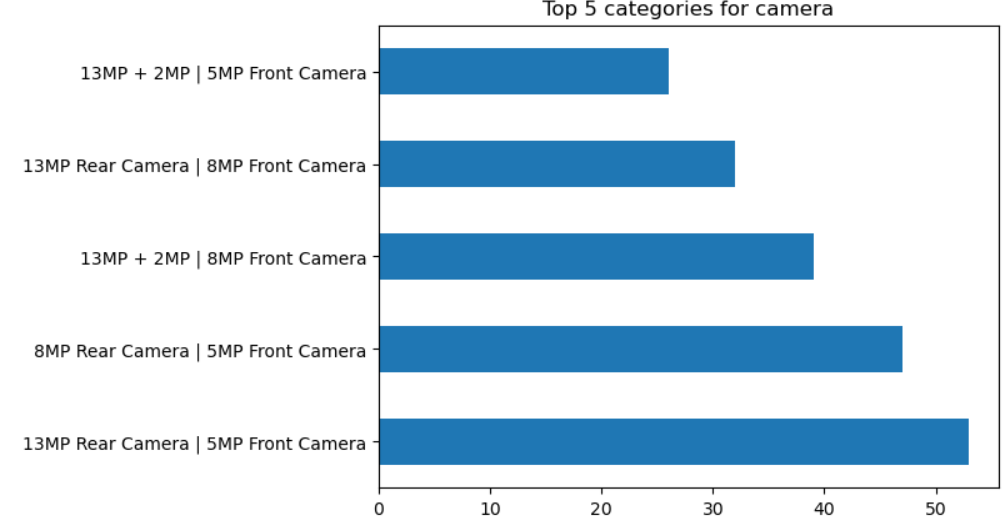 Top 5 categories for camera
13MP + 2MP | 5MP Front Camera
13MP Rear Camera | 8MP Front Camera
13MP + 2MP | 8MP Front Camera
8MP Rear Camera | 5MP Front Camera
13MP Rear Camera | 5MP Front Camera
0 10 20 30 40 50